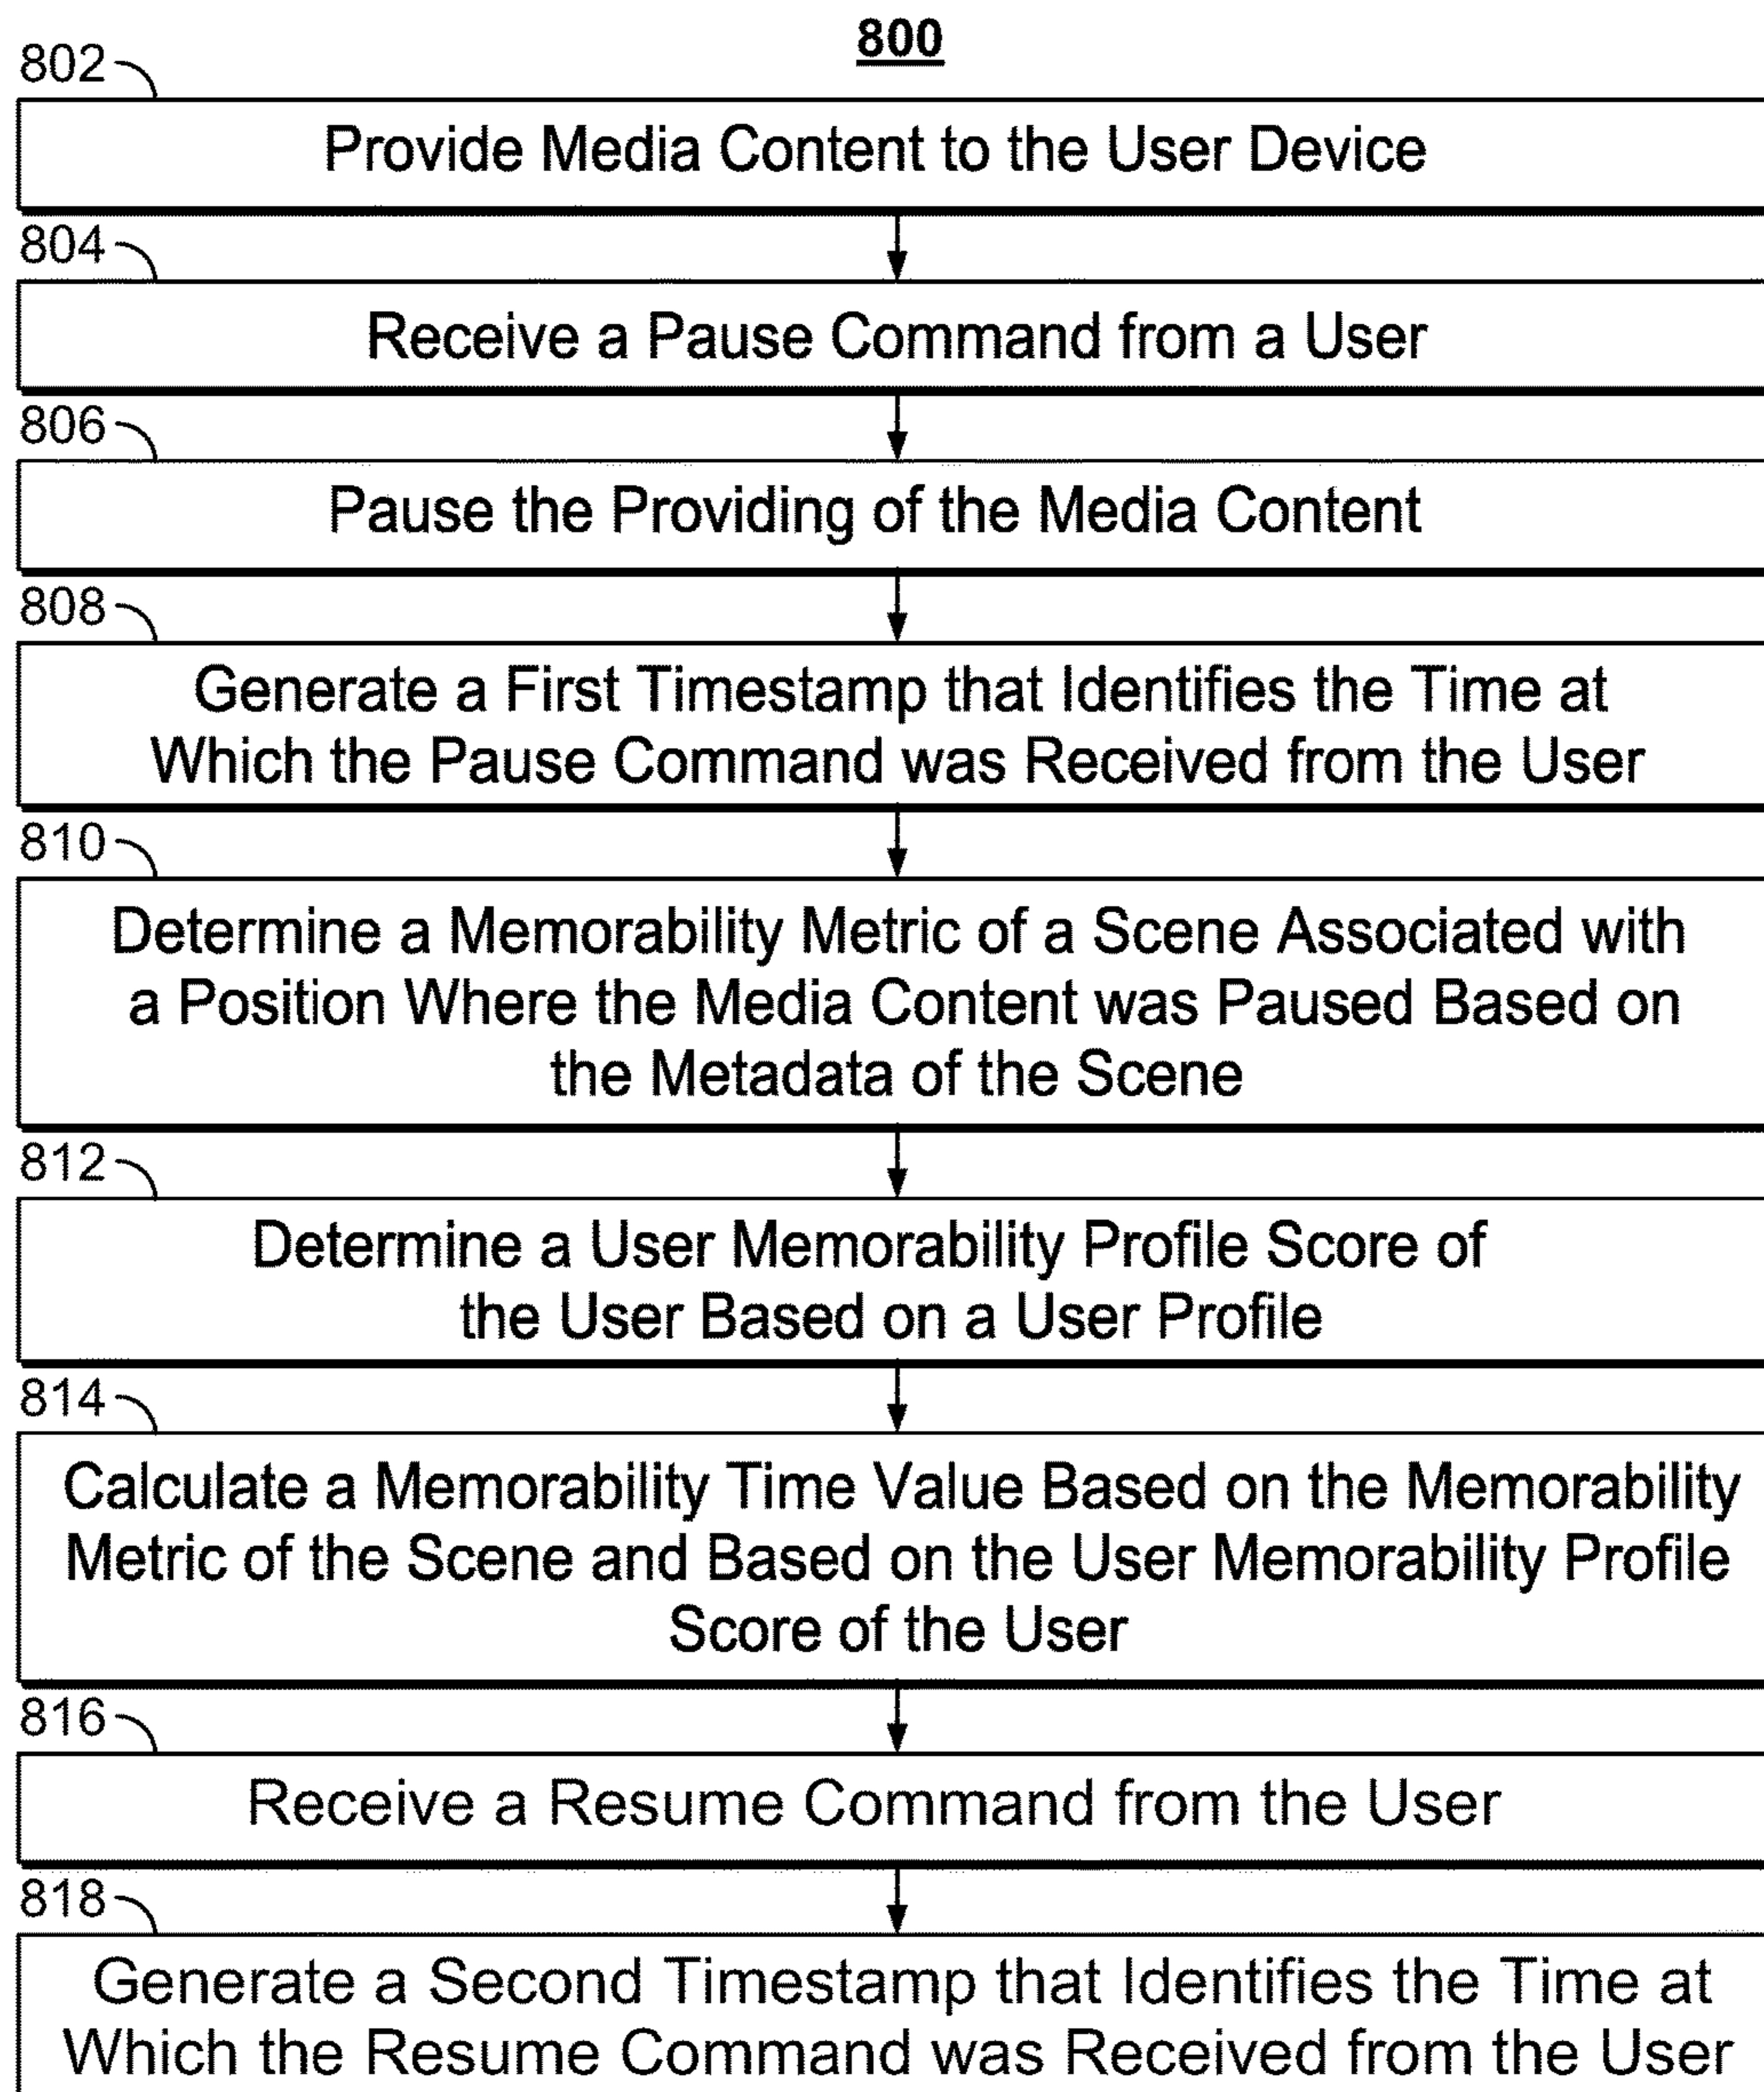 800
802
Provide Media Content to the User Device
804
Receive a Pause Command from a User
806
Pause the Providing of the Media Content
808
Generate a First Timestamp that Identifies the Time at
Which the Pause Command was Received from the User
810
Determine a Memorability Metric of a Scene Associated with
a Position Where the Media Content was Paused Based on
the Metadata of the Scene
812
Determine a User Memorability Profile Score of
the User Based on a User Profile
814
Calculate a Memorability Time Value Based on the Memorability
Metric of the Scene and Based on the User Memorability Profile
Score of the User
816
Receive a Resume Command from the User
818
Generate a Second Timestamp that Identifies the Time at
Which the Resume Command was Received from the User